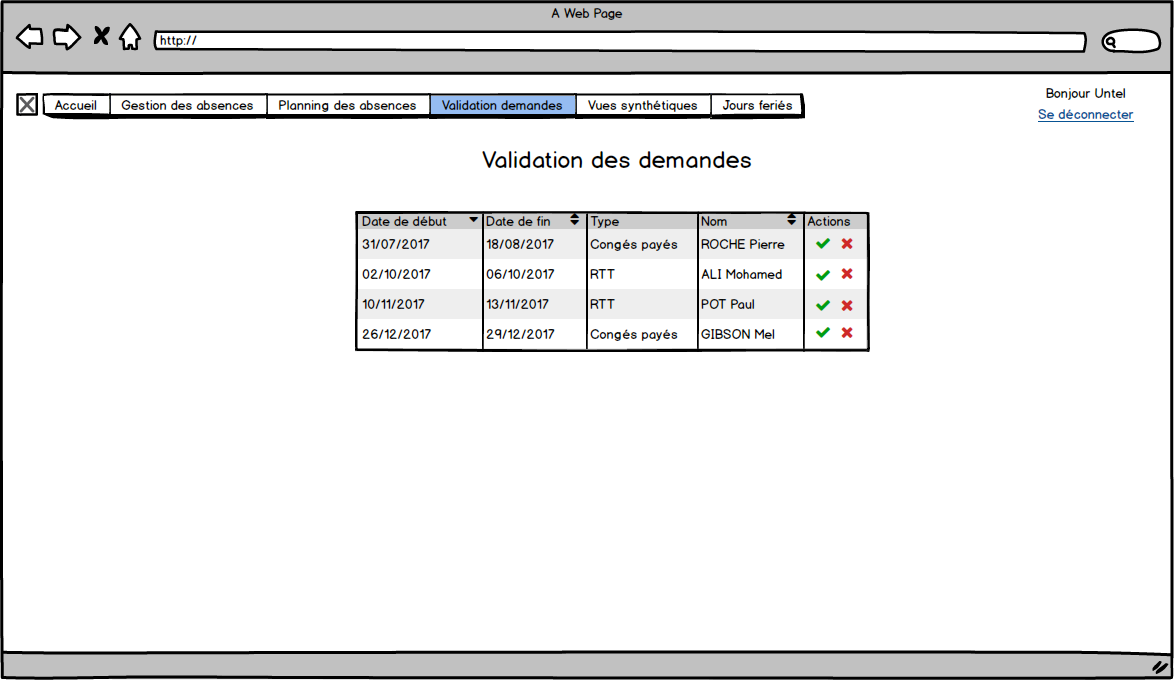 A Web Page
http://
Accueil Gestion des absences Planning des absences Validation demandes Vues synthétiques Jours feriés
Bonjour Untel
Se déconnecter
Validation des demandes
Date de début Date de fin Type Nom Actions
31/07/2017 18/08/2017 Congés payés ROCHE Pierre
02/10/2017 06/10/2017 RTT ALI Mohamed
10/11/2017 13/11/2017 RTT POT Paul
26/12/2017 29/12/2017 Congés payés GIBSON Mel